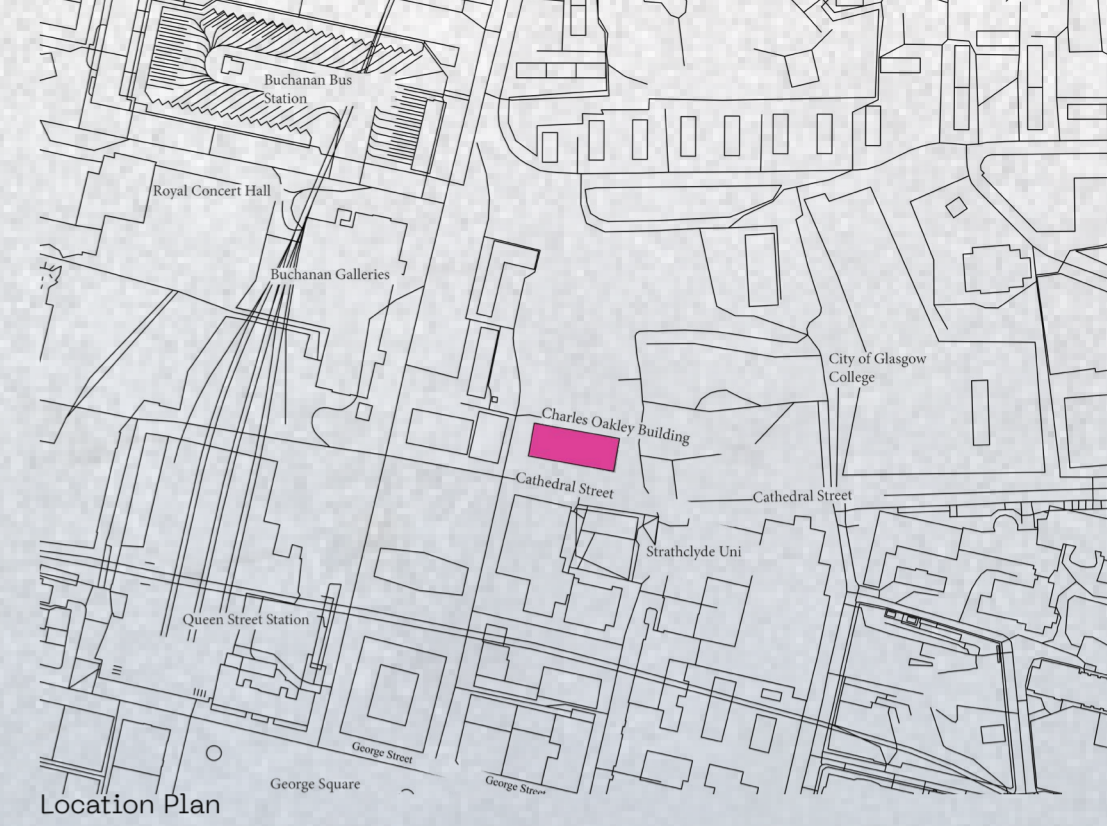 Buchanan Bus
Station
Royal Concert Hall
Buchanan Galleries
City of Glasgow
College
Charles Oakley Building
Cathedral Street
Cathedral Street
Strathclyde Uni
Queen Street Station
George Street
George Square
George Street
Location Plan